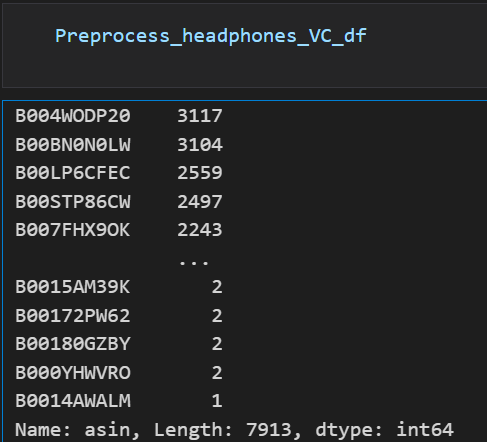 Preprocess_headphones_VC_df
B004WODP20 3117
B00BN0N0LW 3104
B00LP6CFEC 2559
B00STP86CW 2497
B007FHX9OK 2243
...
B0015AM39K 2
B00172PW62 2
B00180GZBY 2
B000YHWVRO 2
B0014AWALM 1
Name: asin, Length: 7913, dtype: int64